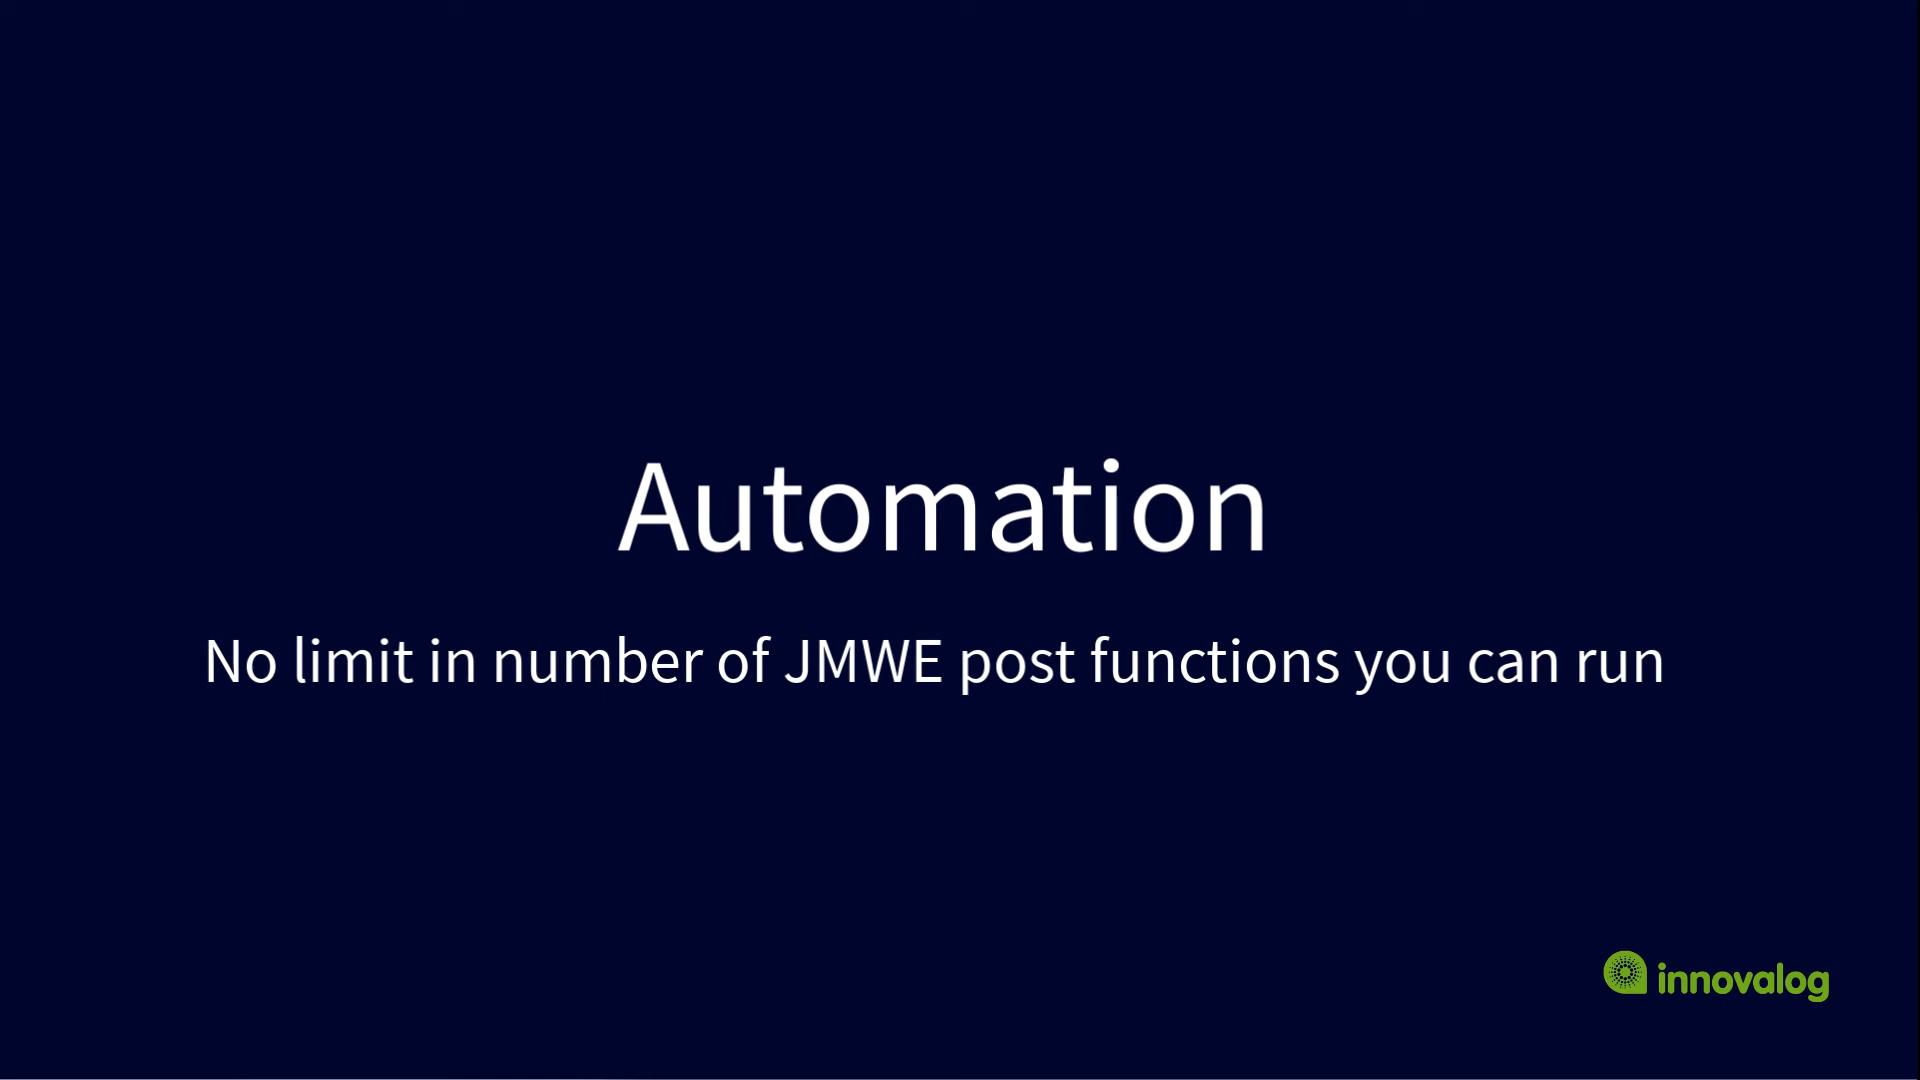 Automation
No limit in number of JMWE post functions you can run
innovalog